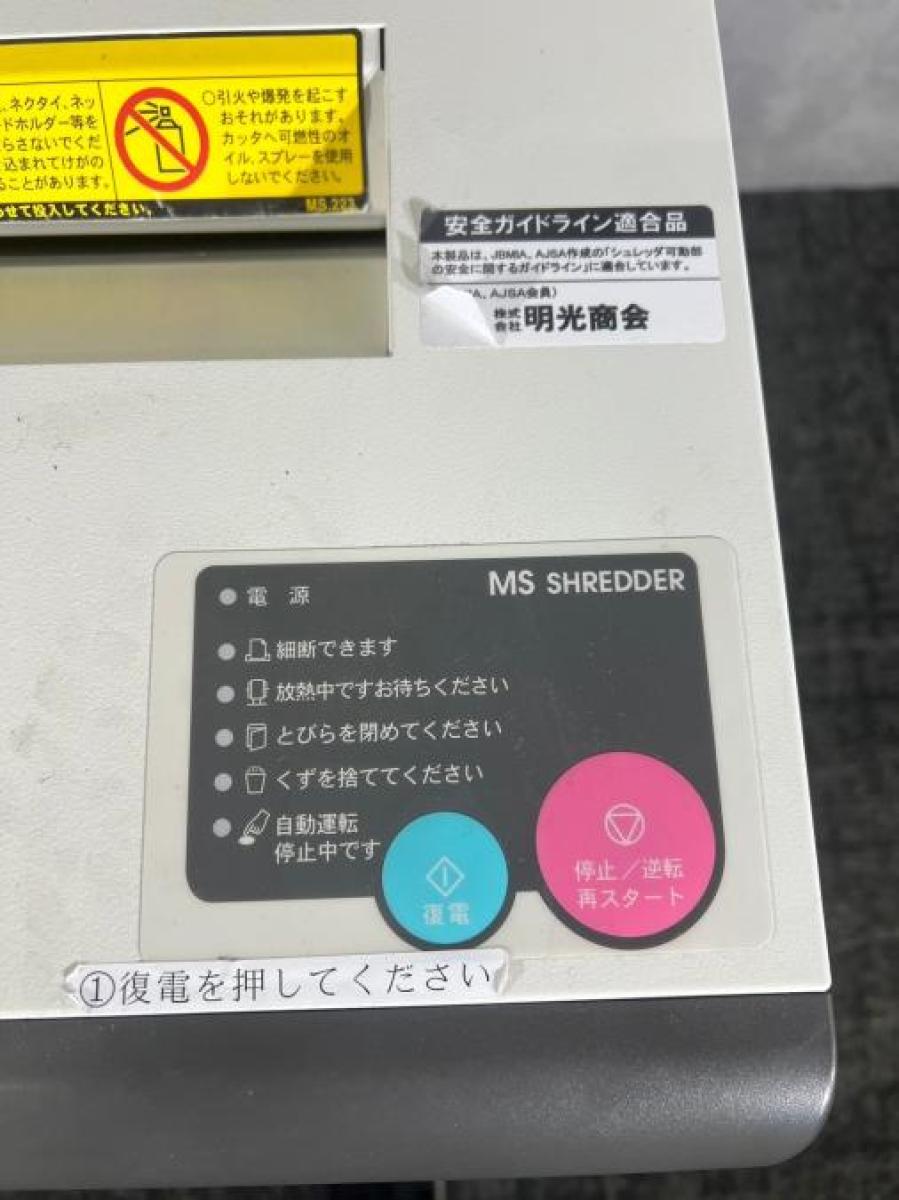 、ネクタイ、ネッ
ドホルダー等を
らさないでくだ
込まれてけがの
ることがあります。
○引火や爆発を起こす
おそれがあります。
カッタへ可燃性のオ
イル、スプレーを使用
しないでください。
わせて投入してください。
MS.223
安全ガイドライン適合品
本製品は、JBMIA、AJSA作成の「シュレッダ可動部
の安全に関するガイドライン」に適合しています。
A、AJSA会員)
株式会社 明光商会
MS SHREDDER
電 源
細断できます
放熱中ですお待ちください
とびらを閉めてください
くずを捨ててください
自動運転
停止中です
復電
停止/逆転
再スタート
①復電を押してください